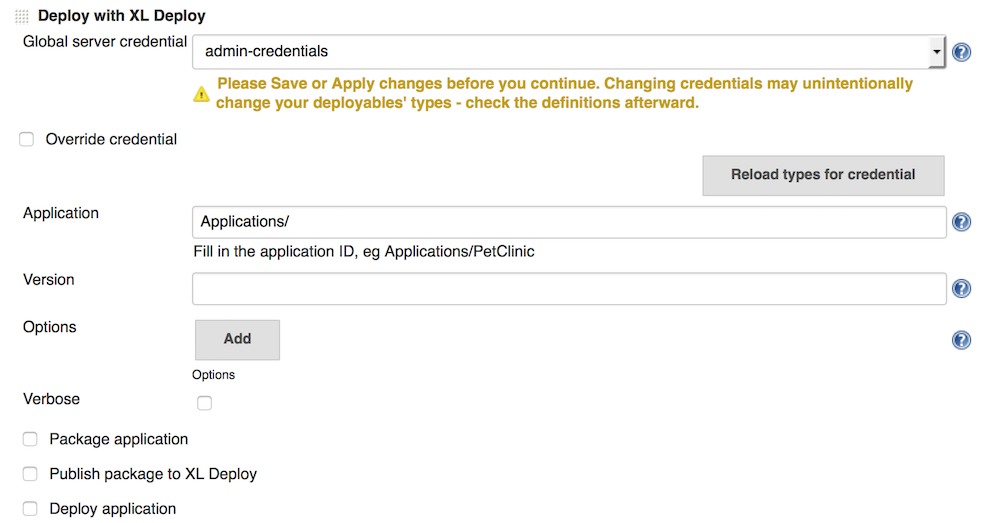 Deploy with XL Deploy
Global server credential
admin-credentials
Please Save or Apply changes before you continue. Changing credentials may unintentionally
change your deployables' types - check the definitions afterward.
Override credential
Reload types for credential
Application
Applications/
Fill in the application ID, eg Applications/PetClinic
Version
Options
Add
Options
Verbose
Package application
Publish package to XL Deploy
Deploy application